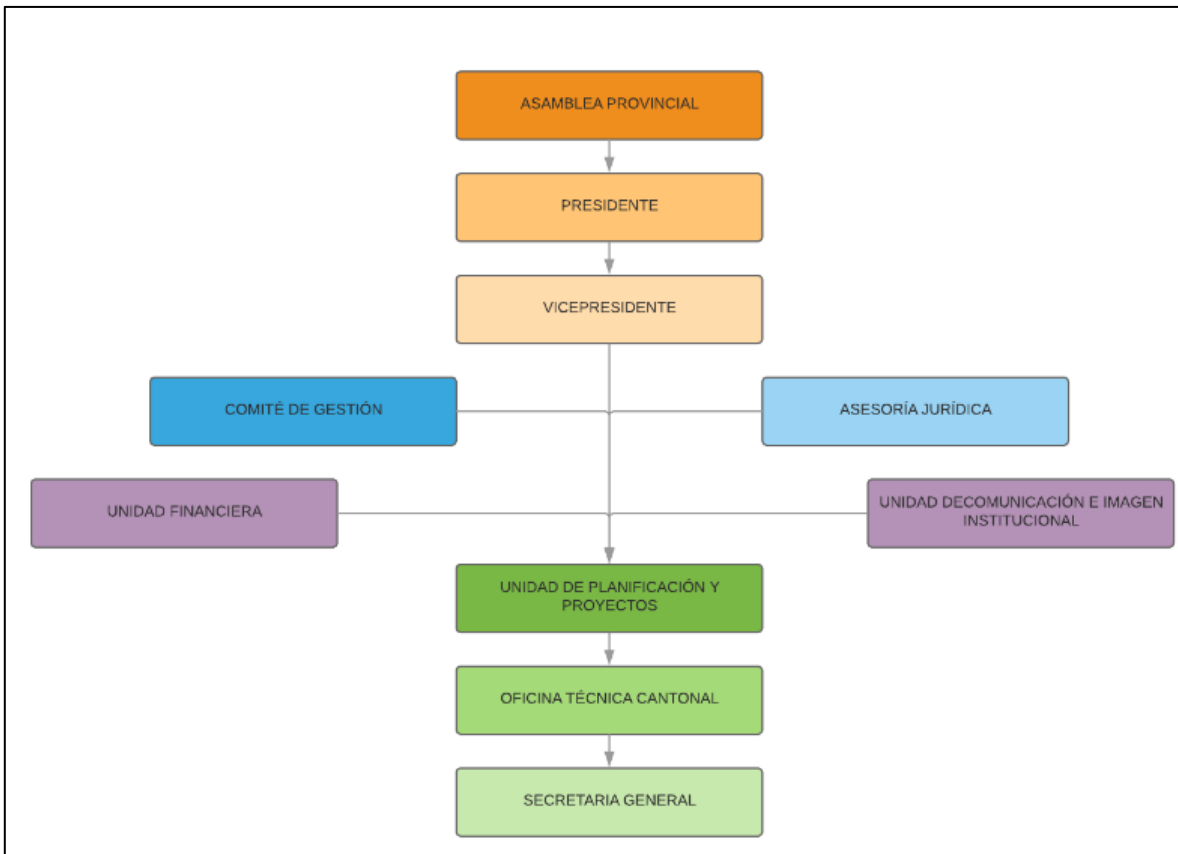 ASAMBLEA PROVINCIAL
PRESIDENTE
VICEPRESIDENTE
COMITÉ DE GESTIÓN
ASESORÍA JURÍDICA
UNIDAD FINANCIERA
UNIDAD DECOMUNICACIÓN E IMAGEN
INSTITUCIONAL
UNIDAD DE PLANIFICACIÓN Y
PROYECTOS
OFICINA TÉCNICA CANTONAL
SECRETARIA GENERAL